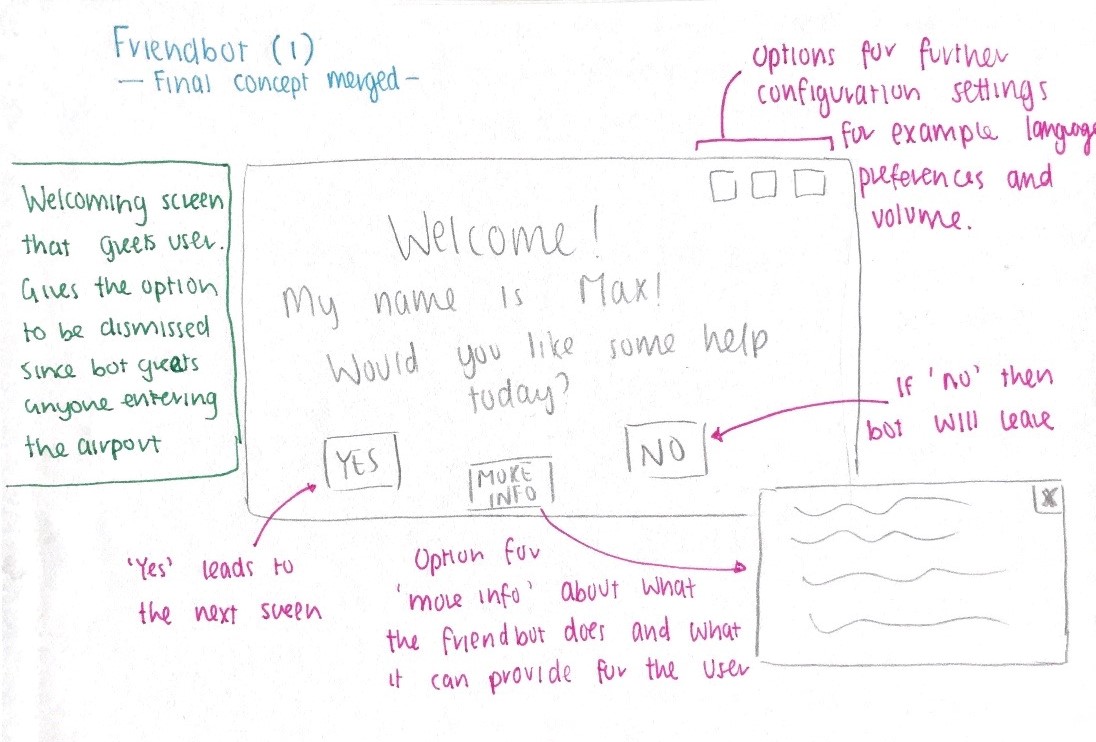 Friendbot (1)
— Final concept merged —
Options for further
configuration settings
for example language
preferences and
volume.
Welcoming screen
that greets user.
Gives the option
to be dismissed
since bot greets
anyone entering
the airport
Welcome!
My name is Max!
Would you like some help
today?
YES
MORE
INFO
NO
If 'no' then
bot will leave
X
'Yes' leads to
the next screen
Option for
'more info' about what
the friendbot does and what
it can provide for the user